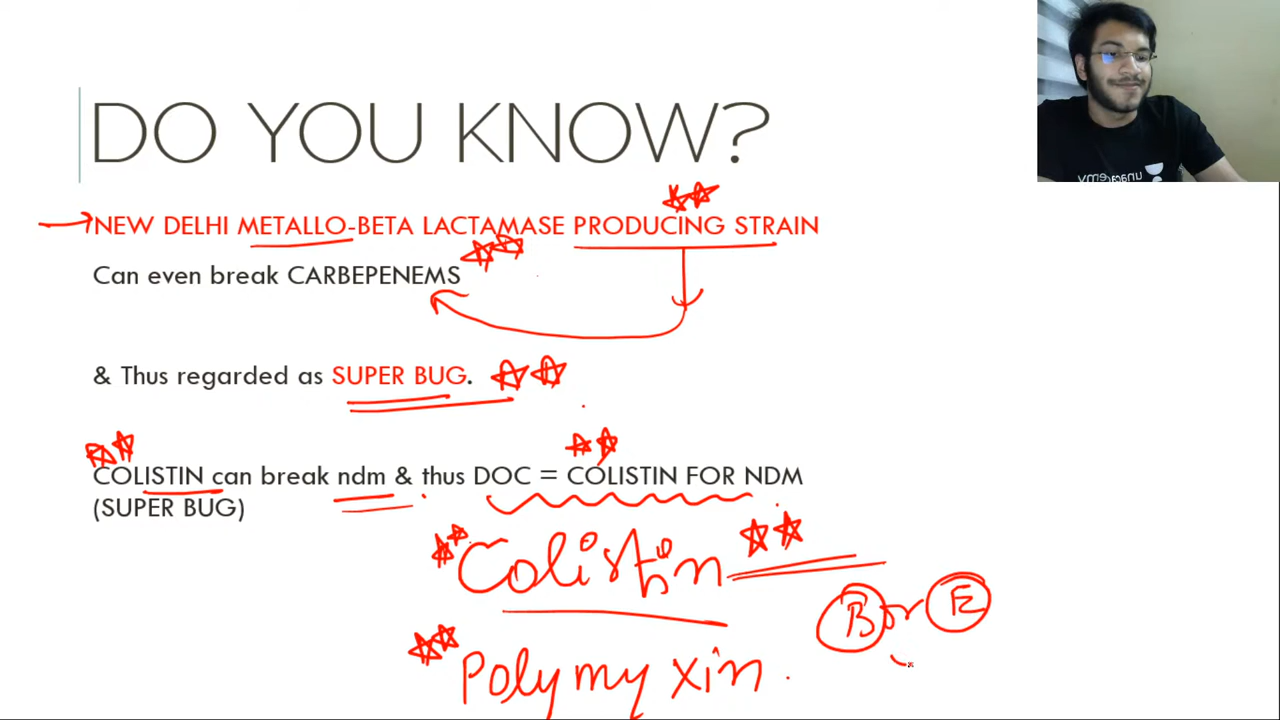 DO YOU KNOW?
NEW DELHI METALLO-BETA LACTAMASE PRODUCING STRAIN
Can even break CARBEPENEMS
& Thus regarded as SUPER BUG.
COLISTIN can break ndm & thus DOC = COLISTIN FOR NDM
(SUPER BUG)
Colistin
B or E
Polymyxin
unacademy